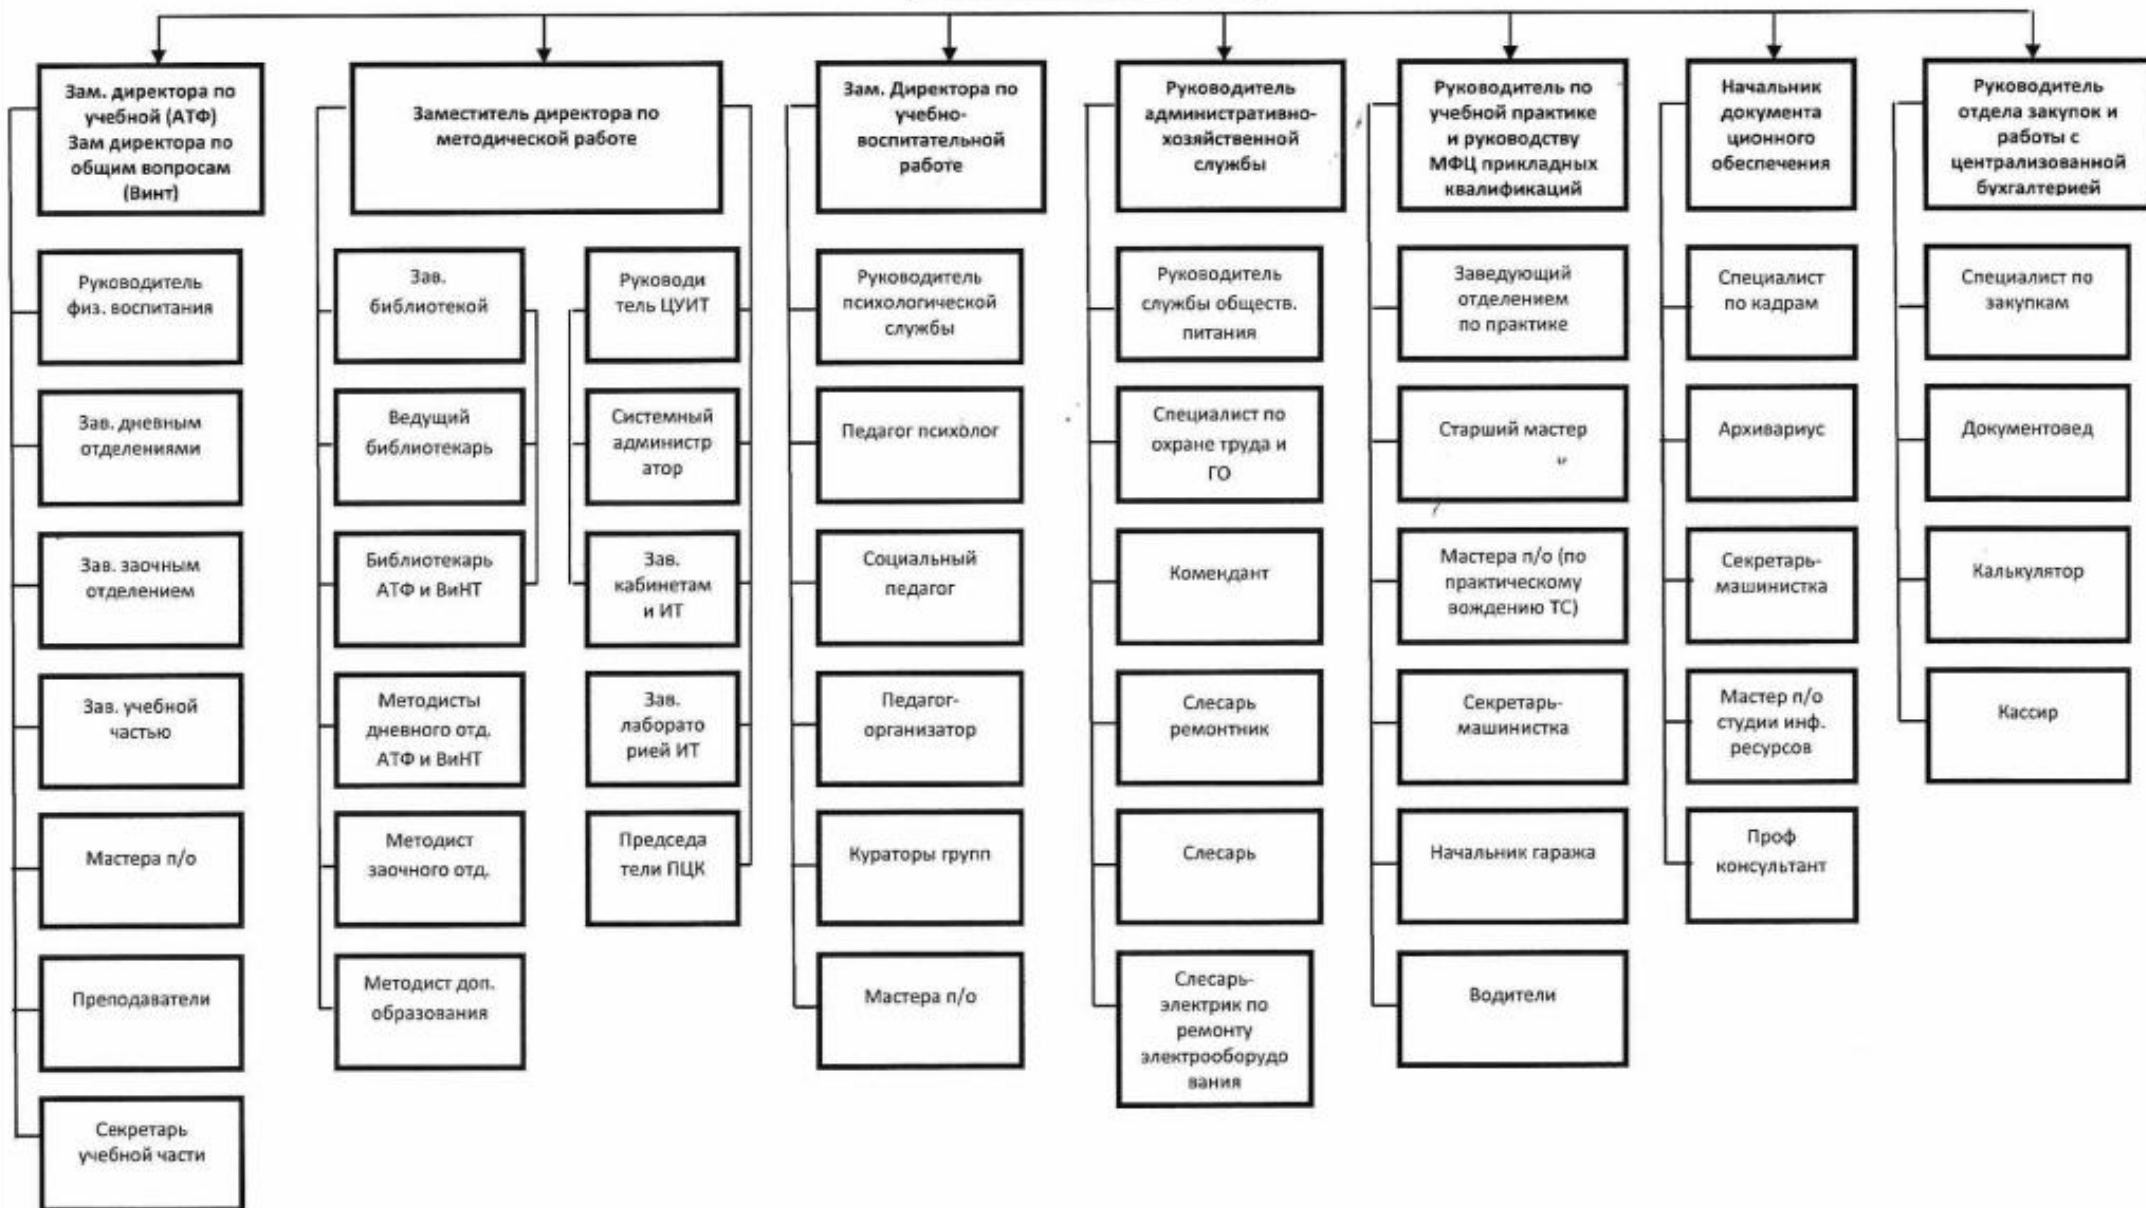 Зам. директора по
учебной (АТФ)
Зам директора по
общим вопросам
(Винт)
Руководитель
физ. воспитания
Зав. дневным
отделениями
Зав. заочным
отделением
Зав. учебной
частью
Мастера п/о
Преподаватели
Секретарь
учебной части
Заместитель директора по
методической работе
Зав.
библиотекой
Ведущий
библиотекарь
Библиотекарь
АТФ и ВиНТ
Методисты
дневного отд.
АТФ и ВиНТ
Методист
заочного отд.
Методист доп.
образования
Руководи
тель ЦУИТ
Системный
администр
атор
Зав.
кабинетам
и ИТ
Зав.
лаборато
рией ИТ
Председа
тели ПЦК
Зам. Директора по
учебно-
воспитательной
работе
Руководитель
психологической
службы
Педагог психолог
Социальный
педагог
Педагог-
организатор
Кураторы групп
Мастера п/о
Руководитель
административно-
хозяйственной
службы
Руководитель
службы обществ.
питания
Специалист по
охране труда и
ГО
Комендант
Слесарь
ремонтник
Слесарь
Слесарь-
электрик по
ремонту
электрооборудо
вания
Руководитель по
учебной практике
и руководству
МФЦ прикладных
квалификаций
Заведующий
отделением
по практике
Старший мастер
Мастера п/о (по
практическому
вождению ТС)
Секретарь-
машинистка
Начальник гаража
Водители
Начальник
документа
ционного
обеспечения
Специалист
по кадрам
Архивариус
Секретарь-
машинистка
Мастер п/о
студии инф.
ресурсов
Проф
консультант
Руководитель
отдела закупок и
работы с
централизованной
бухгалтерией
Специалист по
закупкам
Документовед
Калькулятор
Кассир